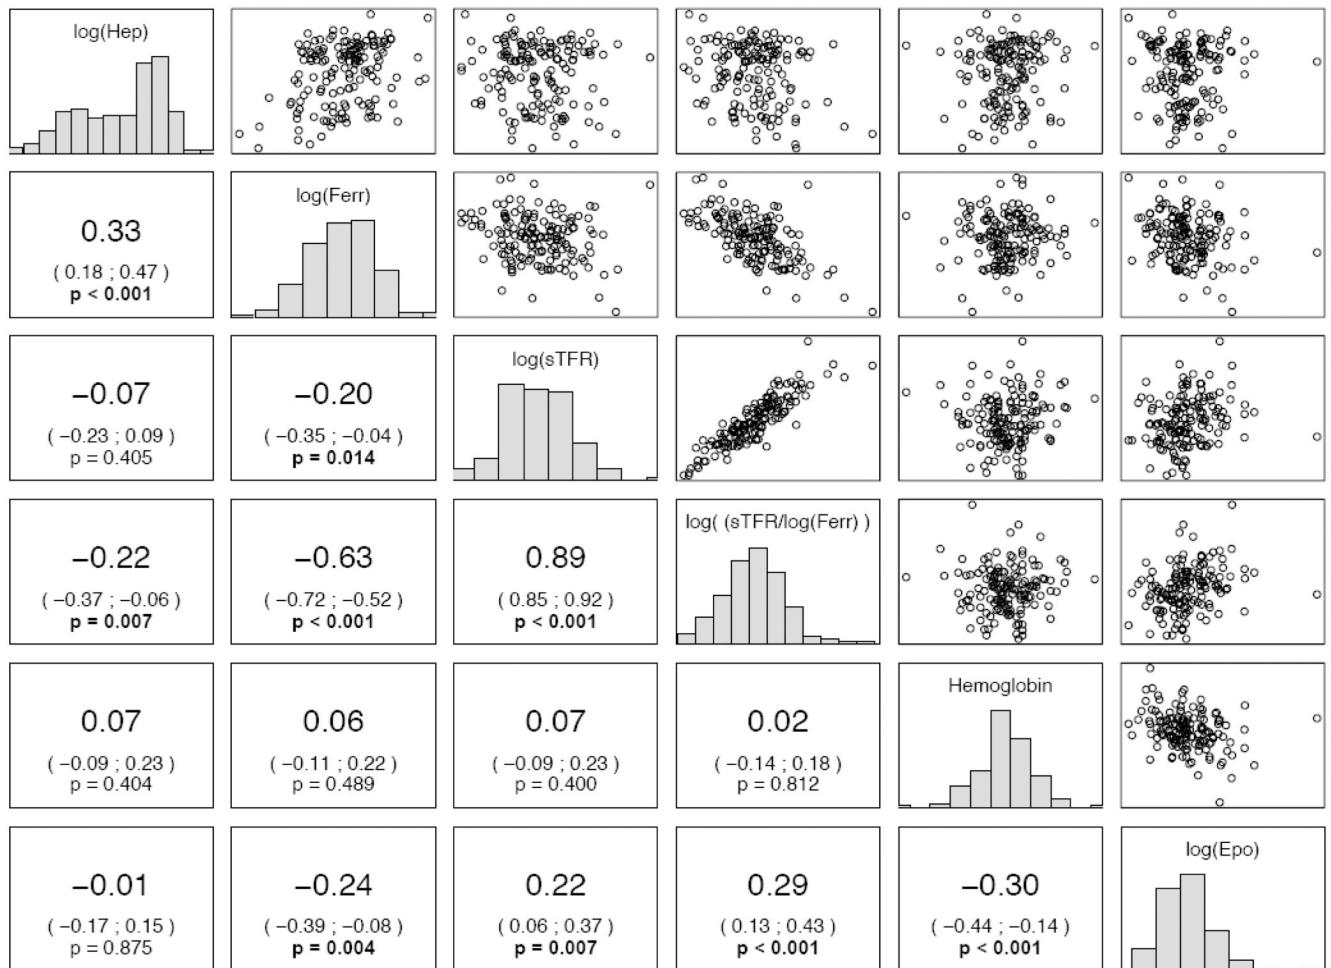 log(Hep)
0.33
( 0.18 ; 0.47 )
p < 0.001
log(Ferr)
−0.07
( −0.23 ; 0.09 )
p = 0.405
−0.20
( −0.35 ; −0.04 )
p = 0.014
log(sTFR)
−0.22
( −0.37 ; −0.06 )
p = 0.007
−0.63
( −0.72 ; −0.52 )
p < 0.001
0.89
( 0.85 ; 0.92 )
p < 0.001
log( (sTFR/log(Ferr) )
0.07
( −0.09 ; 0.23 )
p = 0.404
0.06
( −0.11 ; 0.22 )
p = 0.489
0.07
( −0.09 ; 0.23 )
p = 0.400
0.02
( −0.14 ; 0.18 )
p = 0.812
Hemoglobin
−0.01
( −0.17 ; 0.15 )
p = 0.875
−0.24
( −0.39 ; −0.08 )
p = 0.004
0.22
( 0.06 ; 0.37 )
p = 0.007
0.29
( 0.13 ; 0.43 )
p < 0.001
−0.30
( −0.44 ; −0.14 )
p < 0.001
log(Epo)